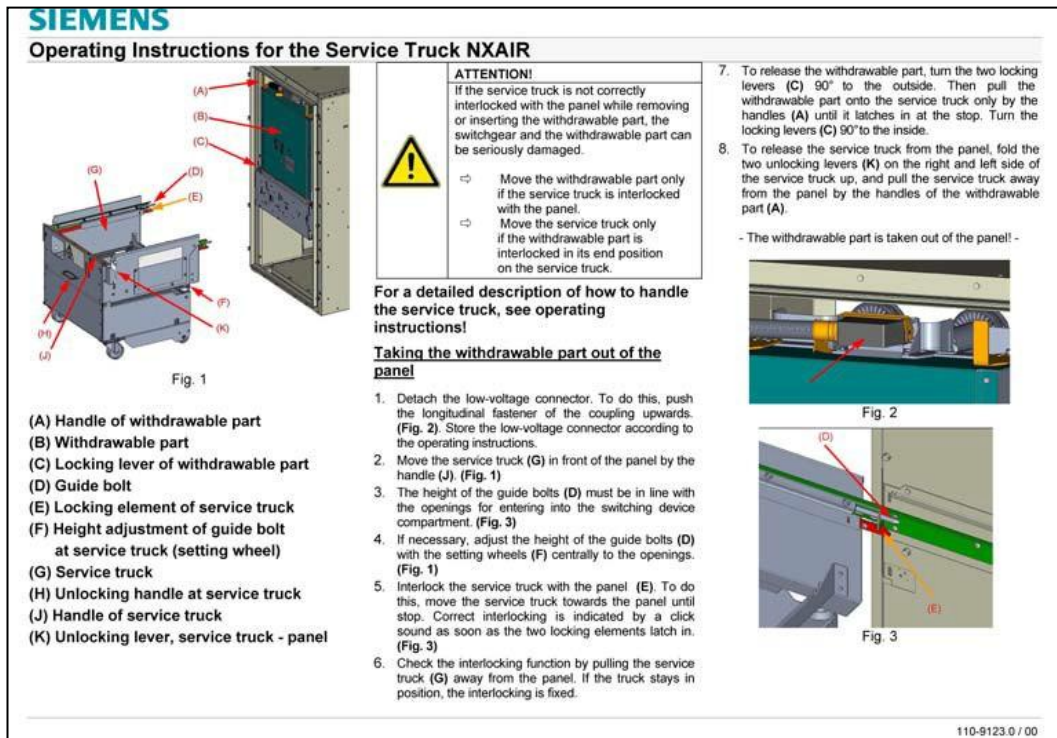 SIEMENS
Operating Instructions for the Service Truck NXAIR
(A)
(B)
(C)
(G)
(D)
(E)
(F)
(K)
(H)
(J)
Fig. 1
(A) Handle of withdrawable part
(B) Withdrawable part
(C) Locking lever of withdrawable part
(D) Guide bolt
(E) Locking element of service truck
(F) Height adjustment of guide bolt
at service truck (setting wheel)
(G) Service truck
(H) Unlocking handle at service truck
(J) Handle of service truck
(K) Unlocking lever, service truck - panel
ATTENTION!
If the service truck is not correctly
interlocked with the panel while removing
or inserting the withdrawable part, the
switchgear and the withdrawable part can
be seriously damaged.
⇨ Move the withdrawable part only
if the service truck is interlocked
with the panel.
⇨ Move the service truck only
if the withdrawable part is
interlocked in its end position
on the service truck.
For a detailed description of how to handle
the service truck, see operating
instructions!
Taking the withdrawable part out of the
panel
1. Detach the low-voltage connector. To do this, push
the longitudinal fastener of the coupling upwards.
(Fig. 2). Store the low-voltage connector according to
the operating instructions.
2. Move the service truck (G) in front of the panel by the
handle (J). (Fig. 1)
3. The height of the guide bolts (D) must be in line with
the openings for entering into the switching device
compartment. (Fig. 3)
4. If necessary, adjust the height of the guide bolts (D)
with the setting wheels (F) centrally to the openings.
(Fig. 1)
5. Interlock the service truck with the panel (E). To do
this, move the service truck towards the panel until
stop. Correct interlocking is indicated by a click
sound as soon as the two locking elements latch in.
(Fig. 3)
6. Check the interlocking function by pulling the service
truck (G) away from the panel. If the truck stays in
position, the interlocking is fixed.
7. To release the withdrawable part, turn the two locking
levers (C) 90° to the outside. Then pull the
withdrawable part onto the service truck only by the
handles (A) until it latches in at the stop. Turn the
locking levers (C) 90°to the inside.
8. To release the service truck from the panel, fold the
two unlocking levers (K) on the right and left side of
the service truck up, and pull the service truck away
from the panel by the handles of the withdrawable
part (A).
- The withdrawable part is taken out of the panel! -
Fig. 2
(D)
(E)
Fig. 3
110-9123.0 / 00